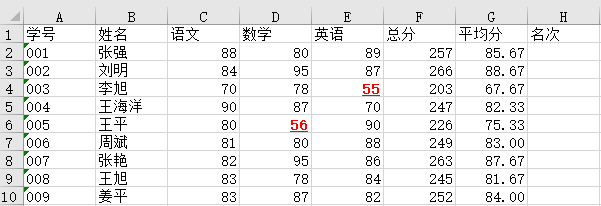 A B C D E F G H
1 学号 姓名 语文 数学 英语 总分 平均分 名次
2 001 张强 88 80 89 257 85.67
3 002 刘明 84 95 87 266 88.67
4 003 李旭 70 78 55 203 67.67
5 004 王海洋 90 87 70 247 82.33
6 005 王平 80 56 90 226 75.33
7 006 周斌 81 80 88 249 83.00
8 007 张艳 82 95 86 263 87.67
9 008 王旭 83 78 84 245 81.67
10 009 姜平 83 87 82 252 84.00